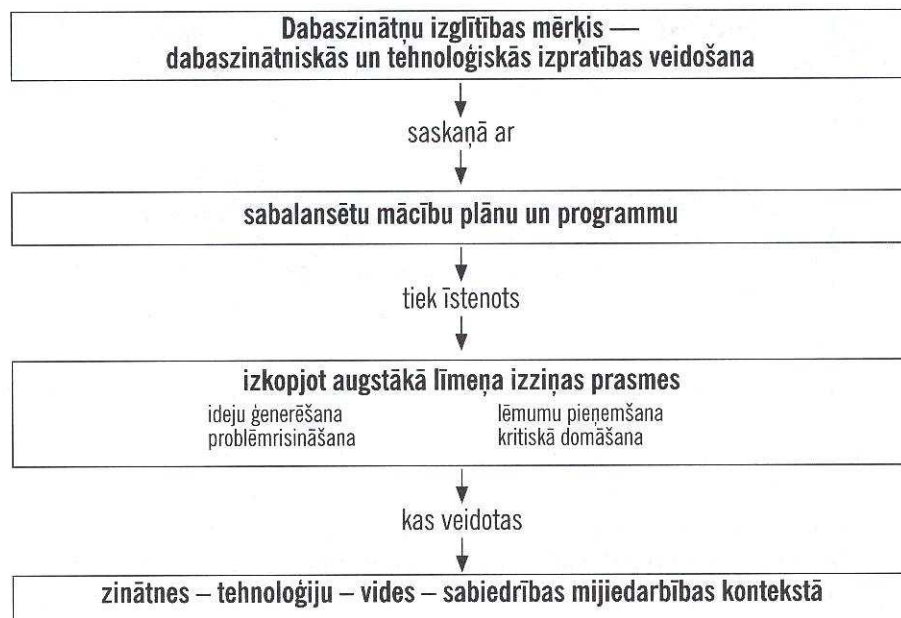 Dabaszinātņu izglītības mērķis —
dabaszinātniskās un tehnoloģiskās izpratības veidošana
saskaņā ar
sabalansētu mācību plānu un programmu
tiek īstenots
izkopjot augstākā līmeņa izziņas prasmes
ideju ģenerēšana lēmumu pieņemšana
problēmrisināšana kritiskā domāšana
kas veidotas
zinātnes – tehnoloģiju – vides – sabiedrības mijiedarbības kontekstā